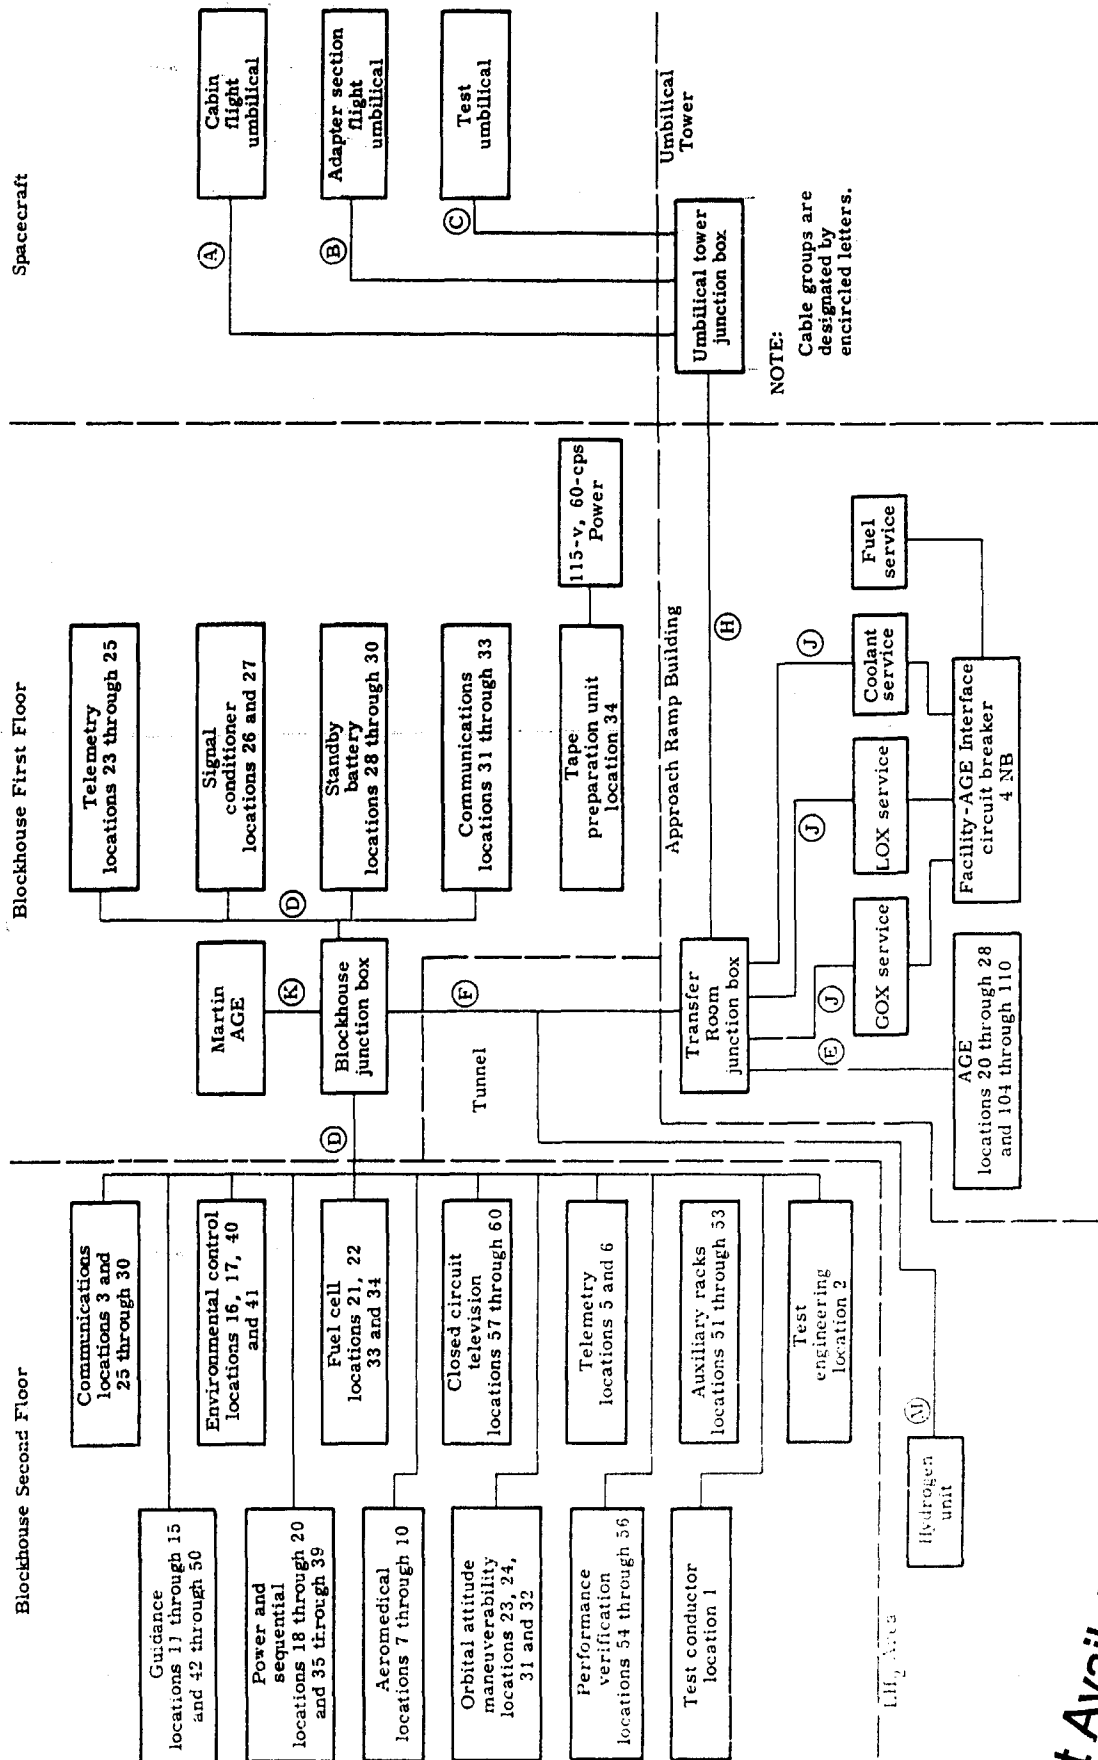 Blockhouse Second Floor
Blockhouse First Floor
Spacecraft
Guidance
locations 11 through 15
and 42 through 50
Power and
sequential
locations 18 through 20
and 35 through 39
Aeromedical
locations 7 through 10
Orbital attitude
maneuverability
locations 23, 24,
31 and 32
Performance
verification
locations 54 through 56
Test conductor
location 1
Communications
locations 3 and
25 through 30
Environmental control
locations 16, 17, 40
and 41
Fuel cell
locations 21, 22
33 and 34
Closed circuit
television
locations 57 through 60
Telemetry
locations 5 and 6
Auxiliary racks
locations 51 through 53
Test
engineering
location 2
D
Martin
AGE
K
Blockhouse
junction box
D
F
Tunnel
Telemetry
locations 23 through 25
Signal
conditioner
locations 26 and 27
Standby
battery
locations 28 through 30
Communications
locations 31 through 33
Tape
preparation unit
location 34
115-v, 60-cps
Power
Cabin
flight
umbilical
A
Adapter section
flight
umbilical
B
Test
umbilical
C
Umbilical
Tower
Umbilical tower
junction box
NOTE:
Cable groups are
designated by
encircled letters.
Approach Ramp Building
H
Transfer
Room
junction box
E
J
J
J
GOX service
LOX service
Coolant
service
Fuel
service
Facility-AGE Interface
circuit breaker
4 NB
AGE
locations 20 through 28
and 104 through 110
LH2 Area
Hydrogen
unit
M
t Avail